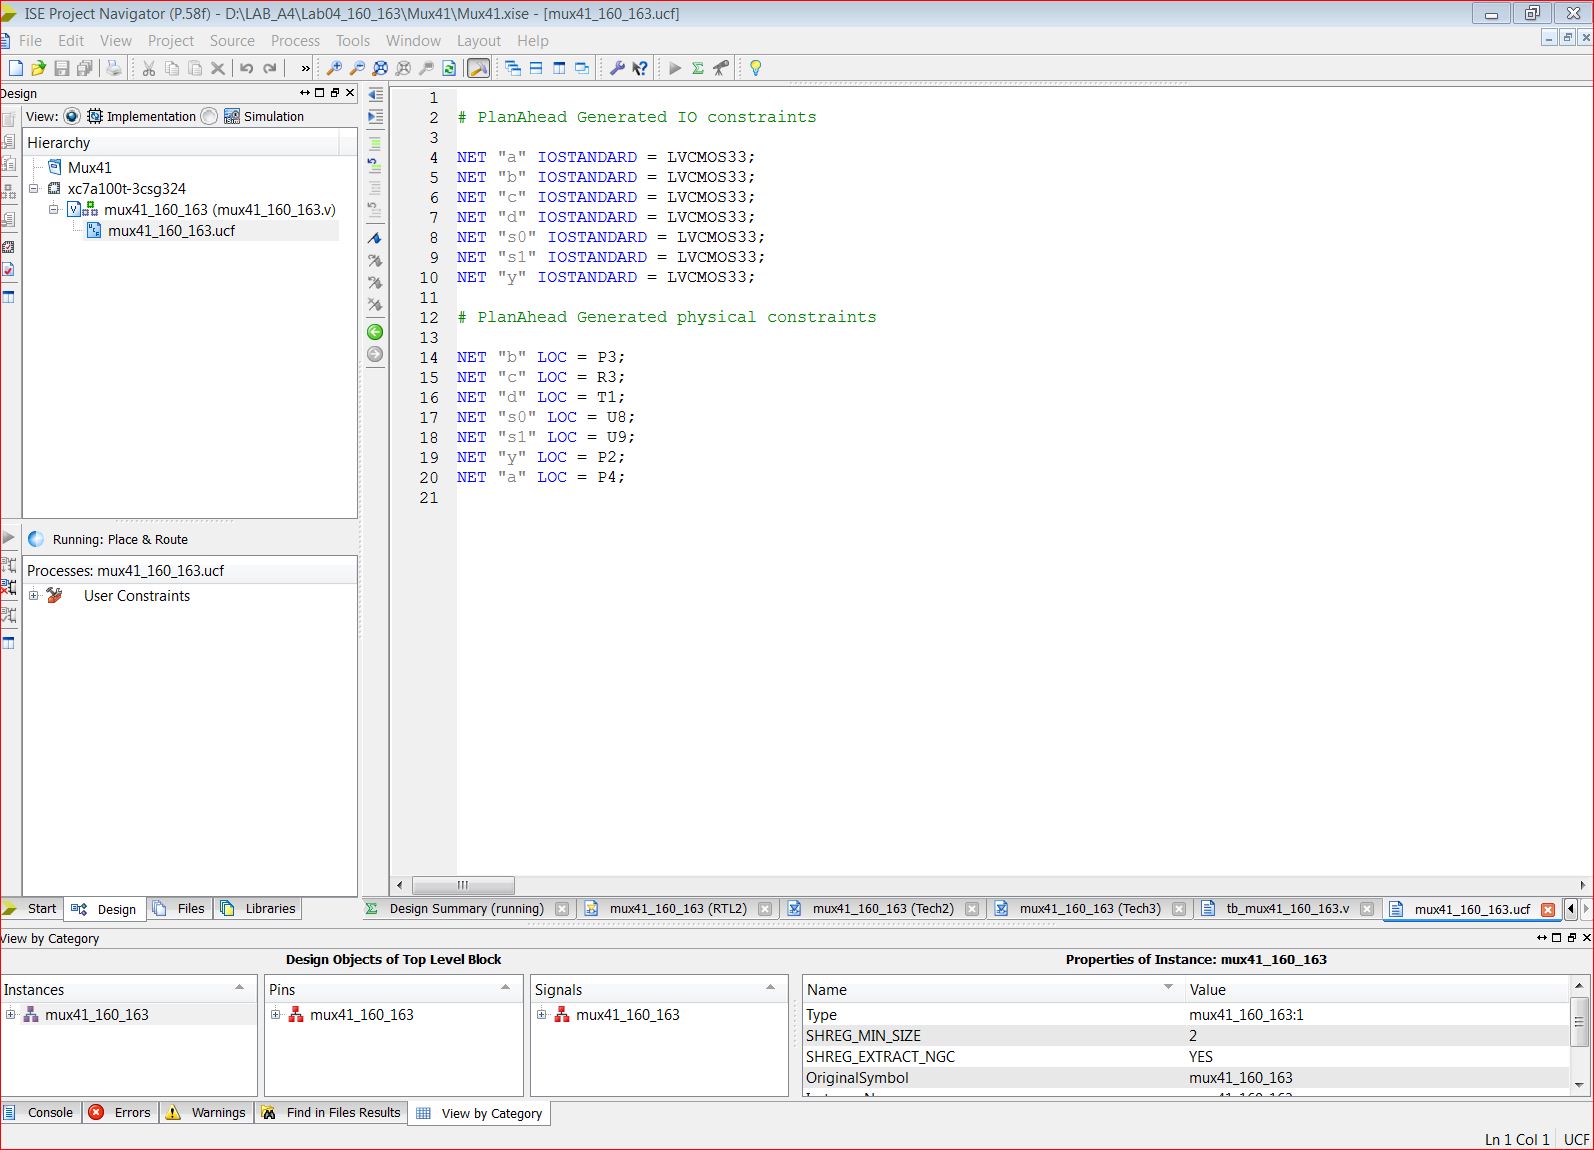 ISE Project Navigator (P.58f) - D:\LAB_A4\Lab04_160_163\Mux41\Mux41.xise - [mux41_160_163.ucf]
File Edit View Project Source Process Tools Window Layout Help
Design
View: Implementation Simulation
Hierarchy
Mux41
xc7a100t-3csg324
mux41_160_163 (mux41_160_163.v)
mux41_160_163.ucf
Running: Place & Route
Processes: mux41_160_163.ucf
User Constraints
1
2 # PlanAhead Generated IO constraints
3
4 NET "a" IOSTANDARD = LVCMOS33;
5 NET "b" IOSTANDARD = LVCMOS33;
6 NET "c" IOSTANDARD = LVCMOS33;
7 NET "d" IOSTANDARD = LVCMOS33;
8 NET "s0" IOSTANDARD = LVCMOS33;
9 NET "s1" IOSTANDARD = LVCMOS33;
10 NET "y" IOSTANDARD = LVCMOS33;
11
12 # PlanAhead Generated physical constraints
13
14 NET "b" LOC = P3;
15 NET "c" LOC = R3;
16 NET "d" LOC = T1;
17 NET "s0" LOC = U8;
18 NET "s1" LOC = U9;
19 NET "y" LOC = P2;
20 NET "a" LOC = P4;
21
Start Design Files Libraries
Design Summary (running) mux41_160_163 (RTL2) mux41_160_163 (Tech2) mux41_160_163 (Tech3) tb_mux41_160_163.v mux41_160_163.ucf
View by Category
Design Objects of Top Level Block
Instances Pins Signals
mux41_160_163 mux41_160_163 mux41_160_163
Properties of Instance: mux41_160_163
Name Value
Type mux41_160_163:1
SHREG_MIN_SIZE 2
SHREG_EXTRACT_NGC YES
OriginalSymbol mux41_160_163
Console Errors Warnings Find in Files Results View by Category
Ln 1 Col 1 UCF